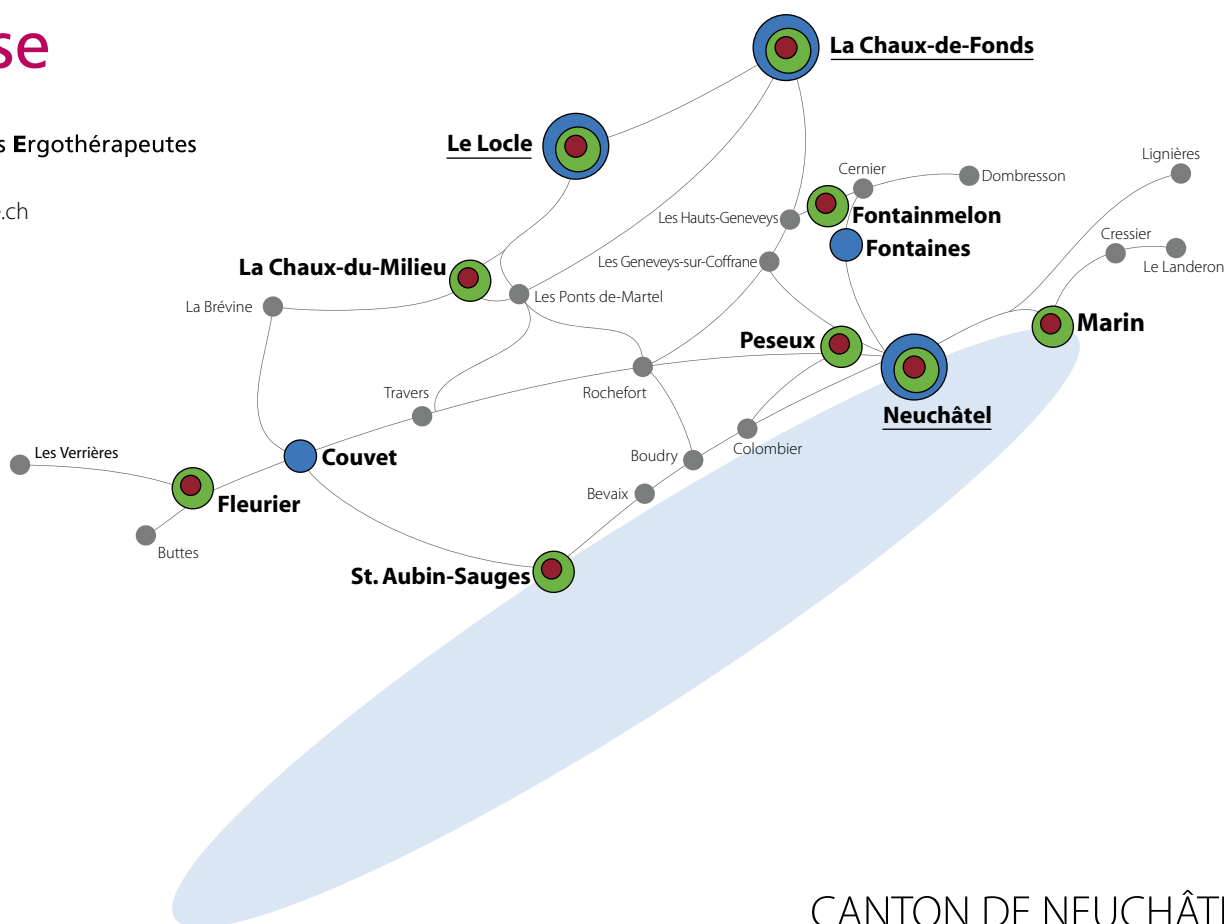 se
s Ergothérapeutes
.ch
La Chaux-de-Fonds
Le Locle
Cernier
Dombresson
Lignières
Les Hauts-Geneveys
Fontainmelon
Fontaines
Cressier
Le Landeron
Les Geneveys-sur-Coffrane
La Chaux-du-Milieu
La Brévine
Les Ponts de-Martel
Marin
Peseux
Travers
Rochefort
Neuchâtel
Les Verrières
Couvet
Boudry
Colombier
Bevaix
Fleurier
Buttes
St. Aubin-Sauges
CANTON DE NEUCHÂT